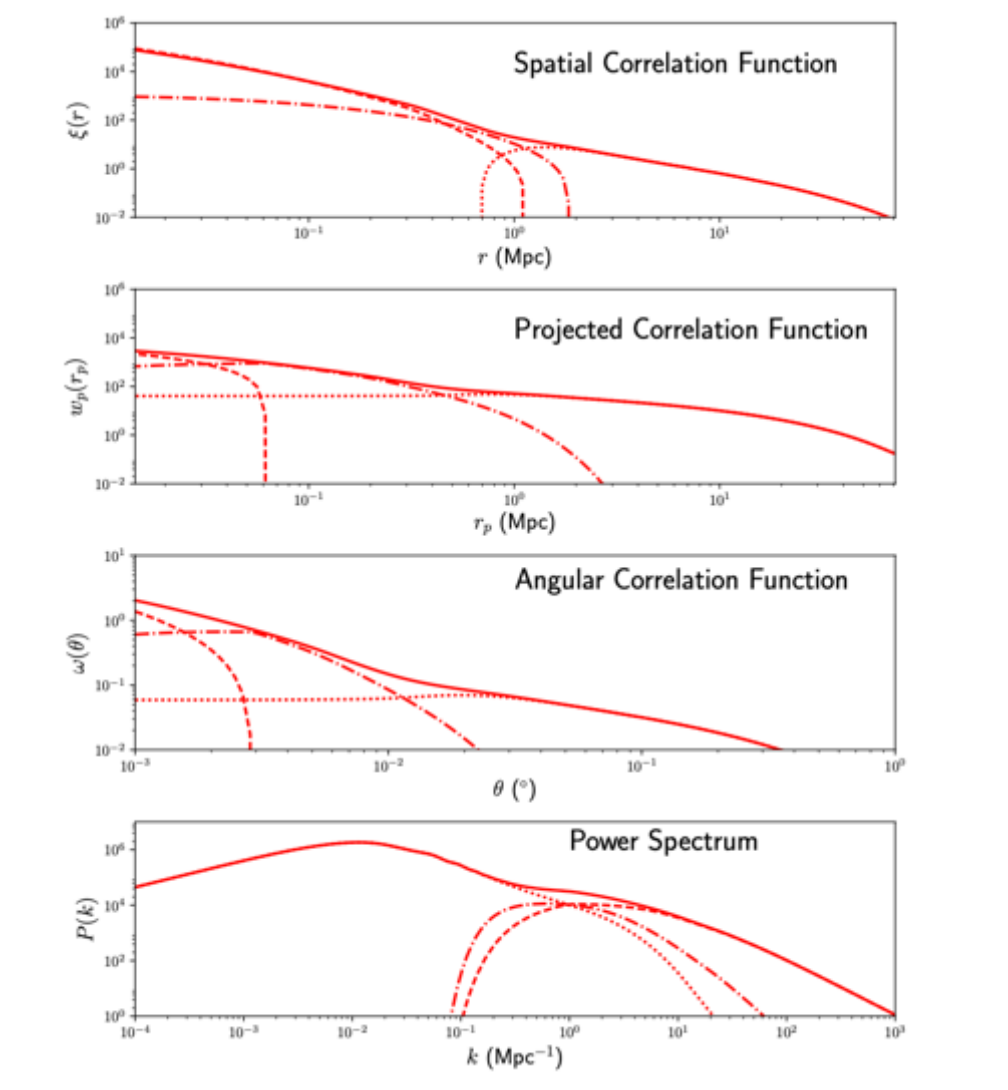 10⁶
10⁴
10²
10⁰
10⁻²
ξ(r)
Spatial Correlation Function
10⁻¹ 10⁰ 10¹
r (Mpc)
10⁶
10⁴
10²
10⁰
10⁻²
wₚ(rₚ)
Projected Correlation Function
10⁻¹ 10⁰ 10¹
rₚ (Mpc)
10¹
10⁰
10⁻¹
10⁻²
ω(θ)
Angular Correlation Function
10⁻³ 10⁻² 10⁻¹ 10⁰
θ (°)
10⁶
10⁴
10²
10⁰
P(k)
Power Spectrum
10⁻⁴ 10⁻³ 10⁻² 10⁻¹ 10⁰ 10¹ 10² 10³
k (Mpc⁻¹)